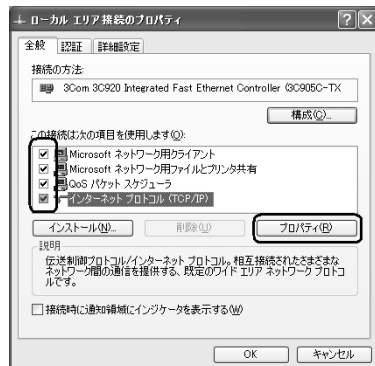 ローカル エリア接続のプロパティ
全般 認証 詳細設定
接続の方法:
3Com 3C920 Integrated Fast Ethernet Controller (3C905C-TX
構成(C)...
この接続は次の項目を使用します(O):
Microsoft ネットワーク用クライアント
Microsoft ネットワーク用ファイルとプリンタ共有
QoS パケット スケジューラ
インターネット プロトコル (TCP/IP)
インストール(N)... 削除(U) プロパティ(R)
説明
伝送制御プロトコル/インターネット プロトコル。相互接続されたさまざまな
ネットワーク間の通信を提供する、既定のワイド エリア ネットワーク プロトコ
ルです。
接続時に通知領域にインジケータを表示する(W)
OK キャンセル